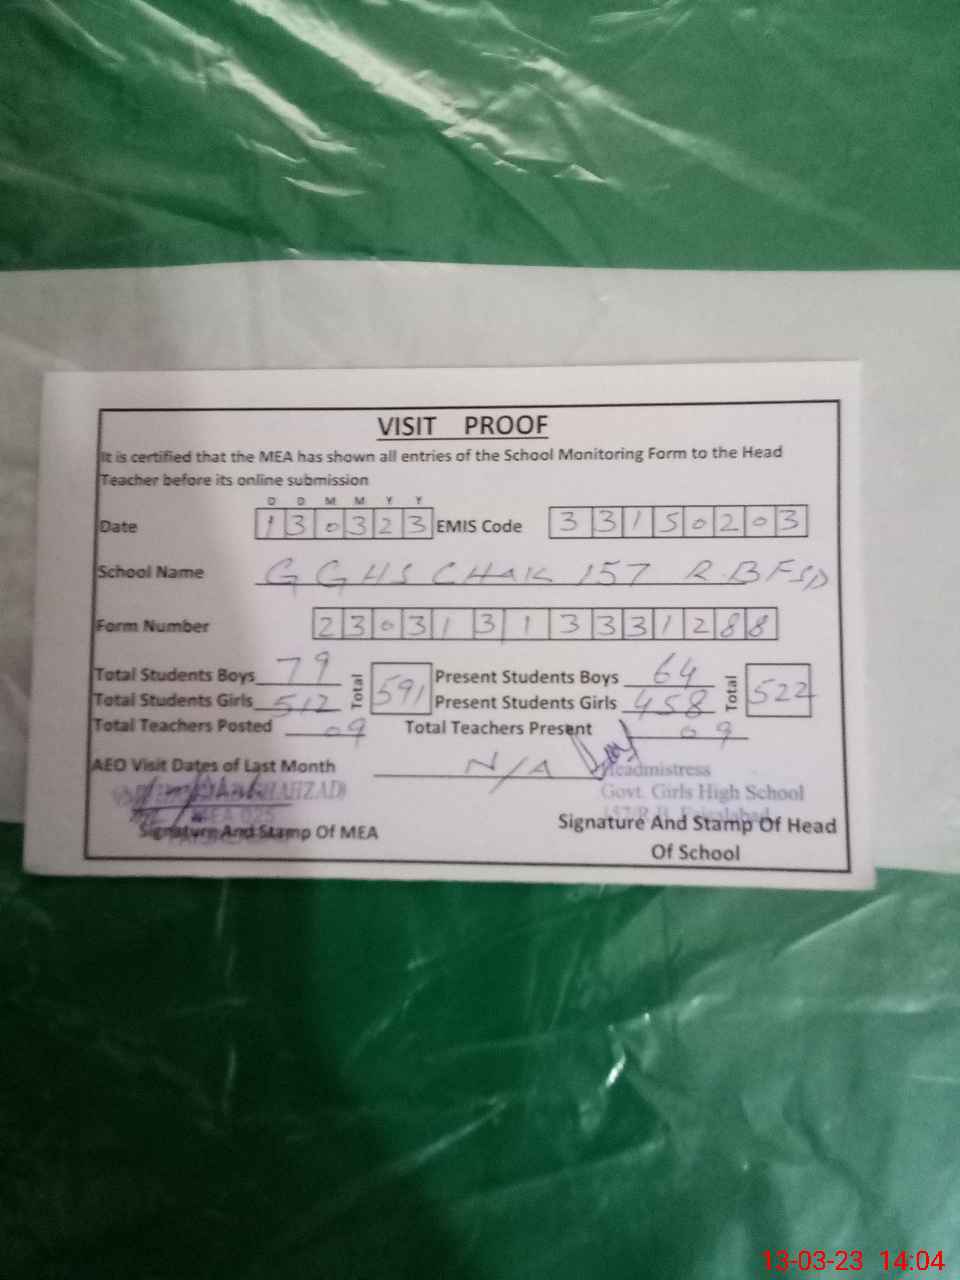 VISIT PROOF
It is certified that the MEA has shown all entries of the School Monitoring Form to the Head
Teacher before its online submission
D D M M Y Y
Date 1 3 0 3 2 3 EMIS Code 3 3 1 5 0 2 0 3
School Name GGHS CHAK 157 R.B FSD
Form Number 2 3 0 3 1 3 1 3 3 3 1 2 8 8
Total Students Boys 79 Total 591 Present Students Boys 64 Total 522
Total Students Girls 512 Present Students Girls 458
Total Teachers Posted 09 Total Teachers Present 09
AEO Visit Dates of Last Month N/A
Headmistress
SHAHZAD Govt. Girls High School
MEA 025 157/R.B. Faisalabad
Signature And Stamp Of MEA Signature And Stamp Of Head
Of School
13-03-23 14:04